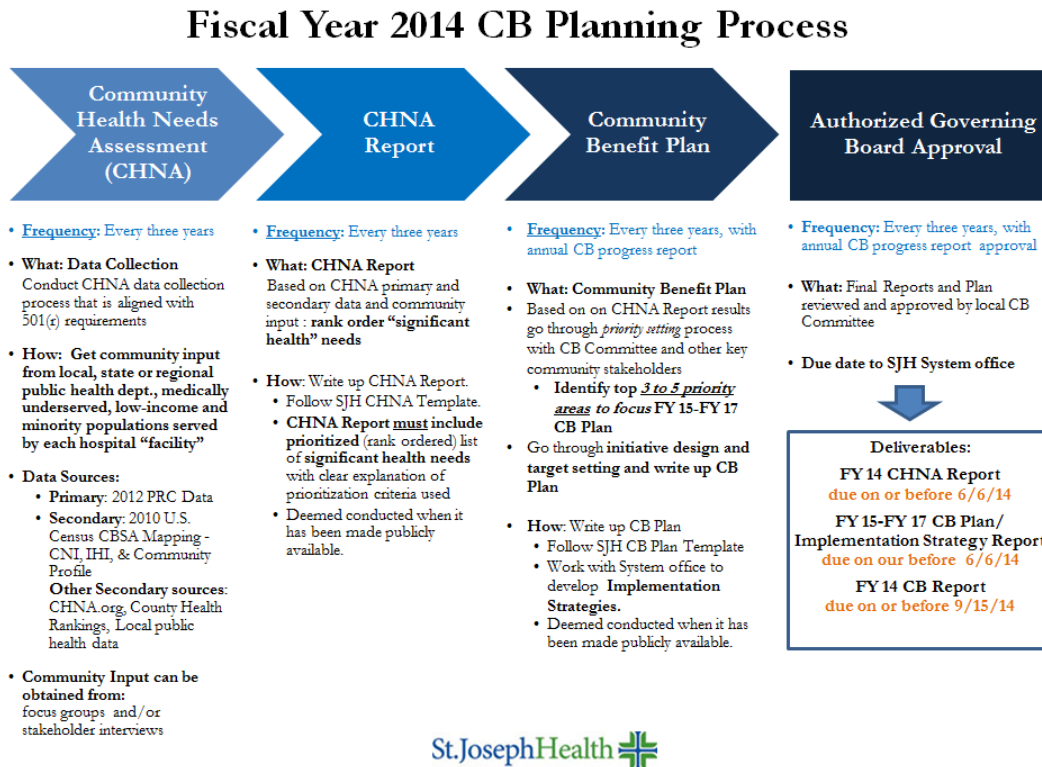 Fiscal Year 2014 CB Planning Process
Community
Health Needs
Assessment
(CHNA)
• Frequency: Every three years
• What: Data Collection
Conduct CHNA data collection
process that is aligned with
501(r) requirements
• How: Get community input
from local, state or regional
public health dept., medically
underserved, low-income and
minority populations served
by each hospital “facility”
• Data Sources:
• Primary: 2012 PRC Data
• Secondary: 2010 U.S.
Census CBSA Mapping -
CNI, IHI, & Community
Profile
Other Secondary sources:
CHNA.org, County Health
Rankings, Local public
health data
• Community Input can be
obtained from:
focus groups and/or
stakeholder interviews
CHNA
Report
• Frequency: Every three years
• What: CHNA Report
Based on CHNA primary and
secondary data and community
input : rank order “significant
health” needs
• How: Write up CHNA Report.
• Follow SJH CHNA Template.
• CHNA Report must include
prioritized (rank ordered) list
of significant health needs
with clear explanation of
prioritization criteria used
• Deemed conducted when it
has been made publicly
available.
Community
Benefit Plan
• Frequency: Every three years, with
annual CB progress report
• What: Community Benefit Plan
• Based on on CHNA Report results
go through priority setting process
with CB Committee and other key
community stakeholders
• Identify top 3 to 5 priority
areas to focus FY 15-FY 17
CB Plan
• Go through initiative design and
target setting and write up CB
Plan
• How: Write up CB Plan
• Follow SJH CB Plan Template
• Work with System office to
develop Implementation
Strategies.
• Deemed conducted when it has
been made publicly available.
Authorized Governing
Board Approval
• Frequency: Every three years, with
annual CB progress report approval
• What: Final Reports and Plan
reviewed and approved by local CB
Committee
• Due date to SJH System office
Deliverables:
FY 14 CHNA Report
due on or before 6/6/14
FY 15-FY 17 CB Plan/
Implementation Strategy Report
due on our before 6/6/14
FY 14 CB Report
due on or before 9/15/14
St.JosephHealth